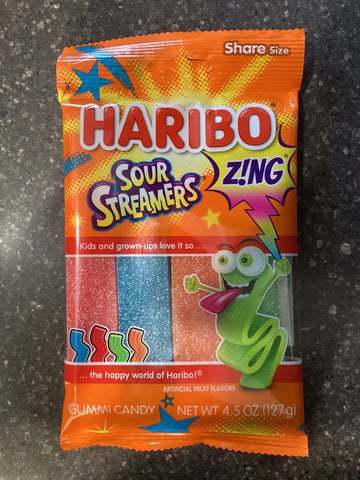 Share Size
HARIBO
SOUR
STREAMERS
Z!NG
Kids and grown-ups love it so ...
... the happy world of Haribo!®
ARTIFICIAL FRUIT FLAVORS
GUMMI CANDY NET WT 4.5 OZ (127g)